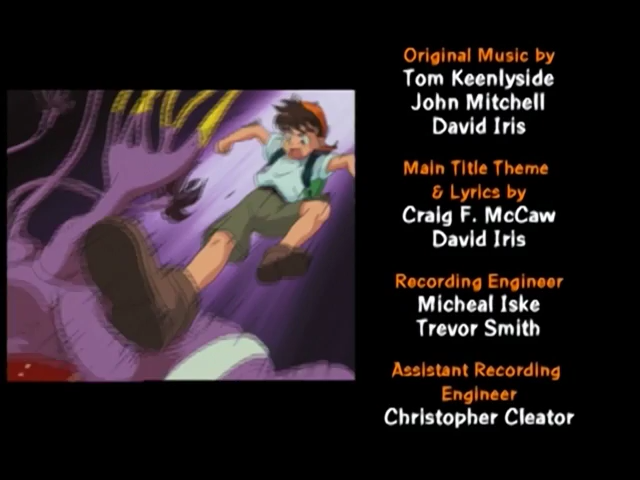 Original Music by
Tom Keenlyside
John Mitchell
David Iris
Main Title Theme
& Lyrics by
Craig F. McCaw
David Iris
Recording Engineer
Micheal Iske
Trevor Smith
Assistant Recording
Engineer
Christopher Cleator